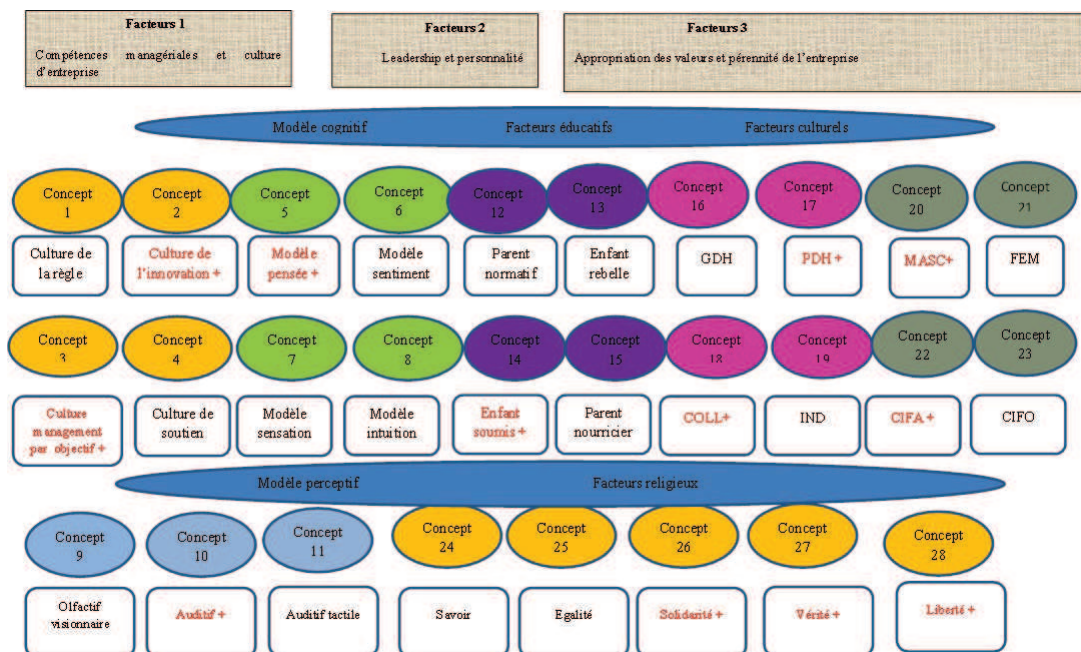 Facteurs 1
Compétences managériales et culture
d'entreprise
Facteurs 2
Leadership et personnalité
Facteurs 3
Appropriation des valeurs et pérennité de l'entreprise
Modèle cognitif Facteurs éducatifs Facteurs culturels
Concept 1
Concept 2
Concept 5
Concept 6
Concept 12
Concept 13
Concept 16
Concept 17
Concept 20
Concept 21
Culture de
la règle
Culture de
l'innovation +
Modèle
pensée +
Modèle
sentiment
Parent
normatif
Enfant
rebelle
GDH
PDH +
MASC+
FEM
Concept 3
Concept 4
Concept 7
Concept 8
Concept 14
Concept 15
Concept 18
Concept 19
Concept 22
Concept 23
Culture
management
par objectif +
Culture de
soutien
Modèle
sensation
Modèle
intuition
Enfant
soumis +
Parent
nourricier
COLL+
IND
CIFA +
CIFO
Modèle perceptif Facteurs religieux
Concept 9
Concept 10
Concept 11
Concept 24
Concept 25
Concept 26
Concept 27
Concept 28
Olfactif
visionnaire
Auditif +
Auditif tactile
Savoir
Egalité
Solidarité +
Vérité +
Liberté +